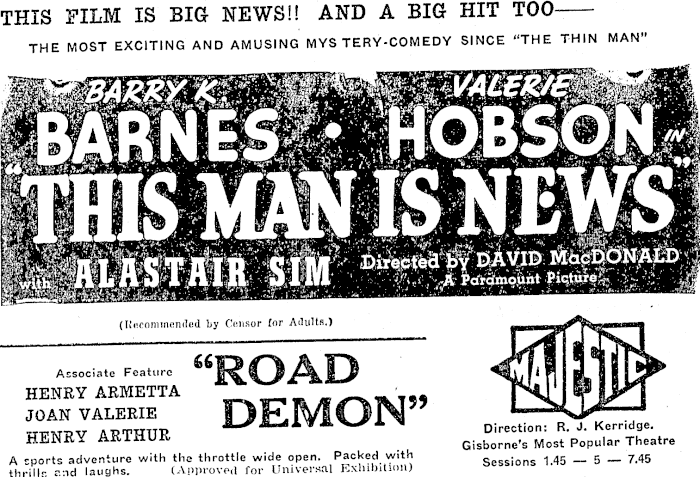 THIS FILM IS BIG NEWS!! AND A BIG HIT TOO—
THE MOST EXCITING AND AMUSING MYS TERY-COMEDY SINCE "THE THIN MAN"
BARRY K. VALERIE
BARNES • HOBSON IN
"THIS MAN IS NEWS"
with ALASTAIR SIM Directed by DAVID MacDONALD
A Paramount Picture
(Recommended by Censor for Adults.)
Associate Feature
HENRY ARMETTA
JOAN VALERIE
HENRY ARTHUR
"ROAD
DEMON"
A sports adventure with the throttle wide open. Packed with
thrills and laughs. (Approved for Universal Exhibition)
MAJESTIC
Direction: R. J. Kerridge.
Gisborne's Most Popular Theatre
Sessions 1.45 — 5 — 7.45